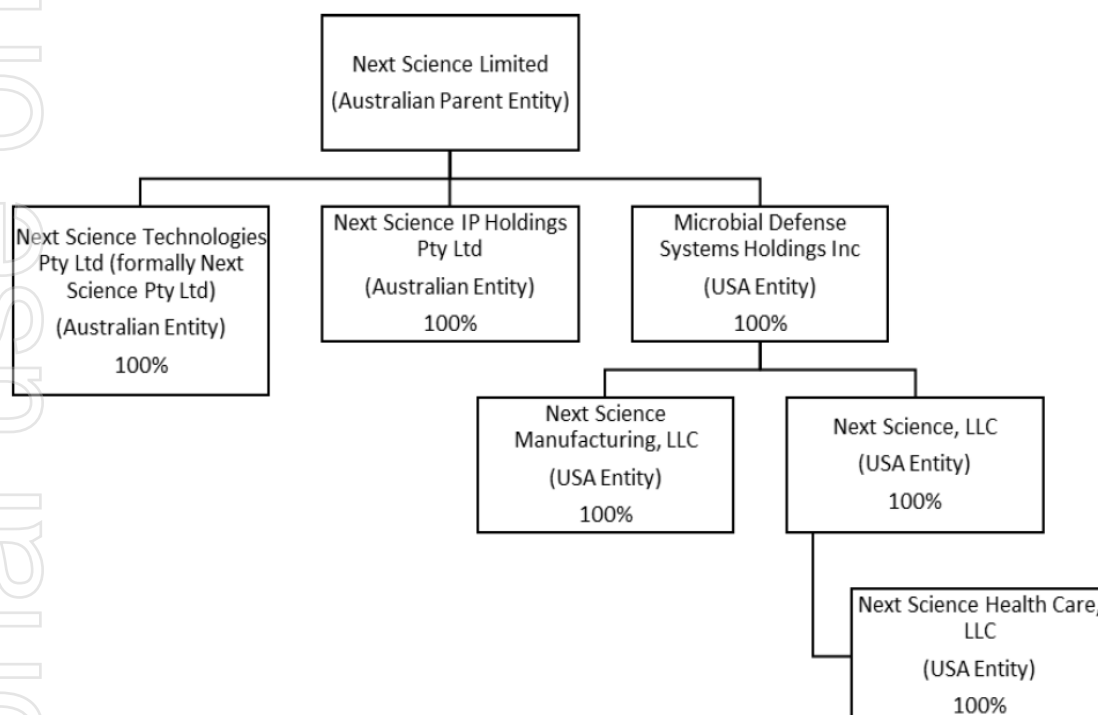 Next Science Limited
(Australian Parent Entity)
Next Science Technologies
Pty Ltd (formally Next
Science Pty Ltd)
(Australian Entity)
100%
Next Science IP Holdings
Pty Ltd
(Australian Entity)
100%
Microbial Defense
Systems Holdings Inc
(USA Entity)
100%
Next Science
Manufacturing, LLC
(USA Entity)
100%
Next Science, LLC
(USA Entity)
100%
Next Science Health Care,
LLC
(USA Entity)
100%
use